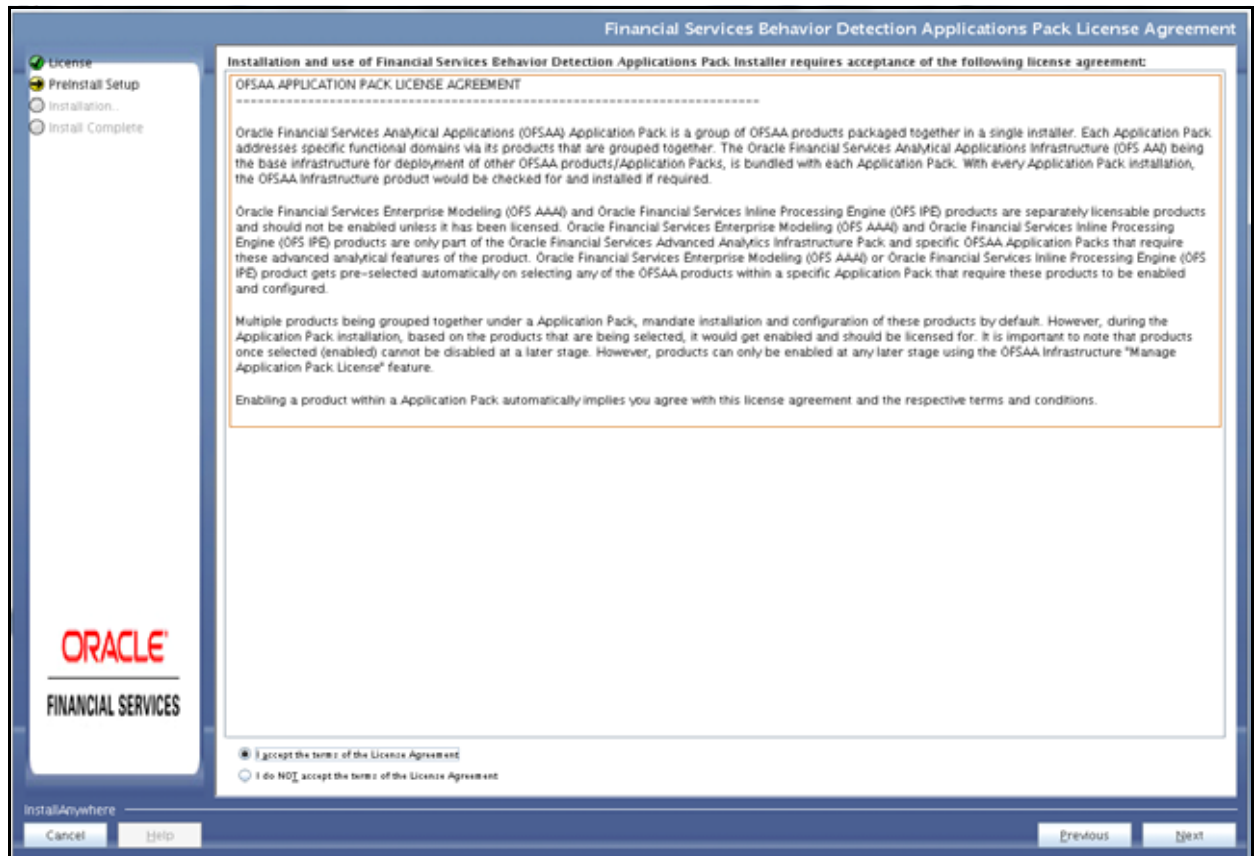 Financial Services Behavior Detection Applications Pack License Agreement
License
PreInstall Setup
Installation..
Install Complete
Installation and use of Financial Services Behavior Detection Applications Pack Installer requires acceptance of the following license agreement:
OFSAA APPLICATION PACK LICENSE AGREEMENT
--------------------------------------------------------------------------
Oracle Financial Services Analytical Applications (OFSAA) Application Pack is a group of OFSAA products packaged together in a single installer. Each Application Pack
addresses specific functional domains via its products that are grouped together. The Oracle Financial Services Analytical Applications Infrastructure (OFS AAI) being
the base infrastructure for deployment of other OFSAA products/Application Packs, is bundled with each Application Pack. With every Application Pack installation,
the OFSAA Infrastructure product would be checked for and installed if required.
Oracle Financial Services Enterprise Modeling (OFS AAAI) and Oracle Financial Services Inline Processing Engine (OFS IPE) products are separately licensable products
and should not be enabled unless it has been licensed. Oracle Financial Services Enterprise Modeling (OFS AAAI) and Oracle Financial Services Inline Processing
Engine (OFS IPE) products are only part of the Oracle Financial Services Advanced Analytics Infrastructure Pack and specific OFSAA Application Packs that require
these advanced analytical features of the product. Oracle Financial Services Enterprise Modeling (OFS AAAI) or Oracle Financial Services Inline Processing Engine (OFS
IPE) product gets pre-selected automatically on selecting any of the OFSAA products within a specific Application Pack that require these products to be enabled
and configured.
Multiple products being grouped together under a Application Pack, mandate installation and configuration of these products by default. However, during the
Application Pack installation, based on the products that are being selected, it would get enabled and should be licensed for. It is important to note that products
once selected (enabled) cannot be disabled at a later stage. However, products can only be enabled at any later stage using the OFSAA Infrastructure "Manage
Application Pack License" feature.
Enabling a product within a Application Pack automatically implies you agree with this license agreement and the respective terms and conditions.
ORACLE
FINANCIAL SERVICES
I accept the terms of the License Agreement
I do NOT accept the terms of the License Agreement
InstallAnywhere
Cancel
Help
Previous
Next